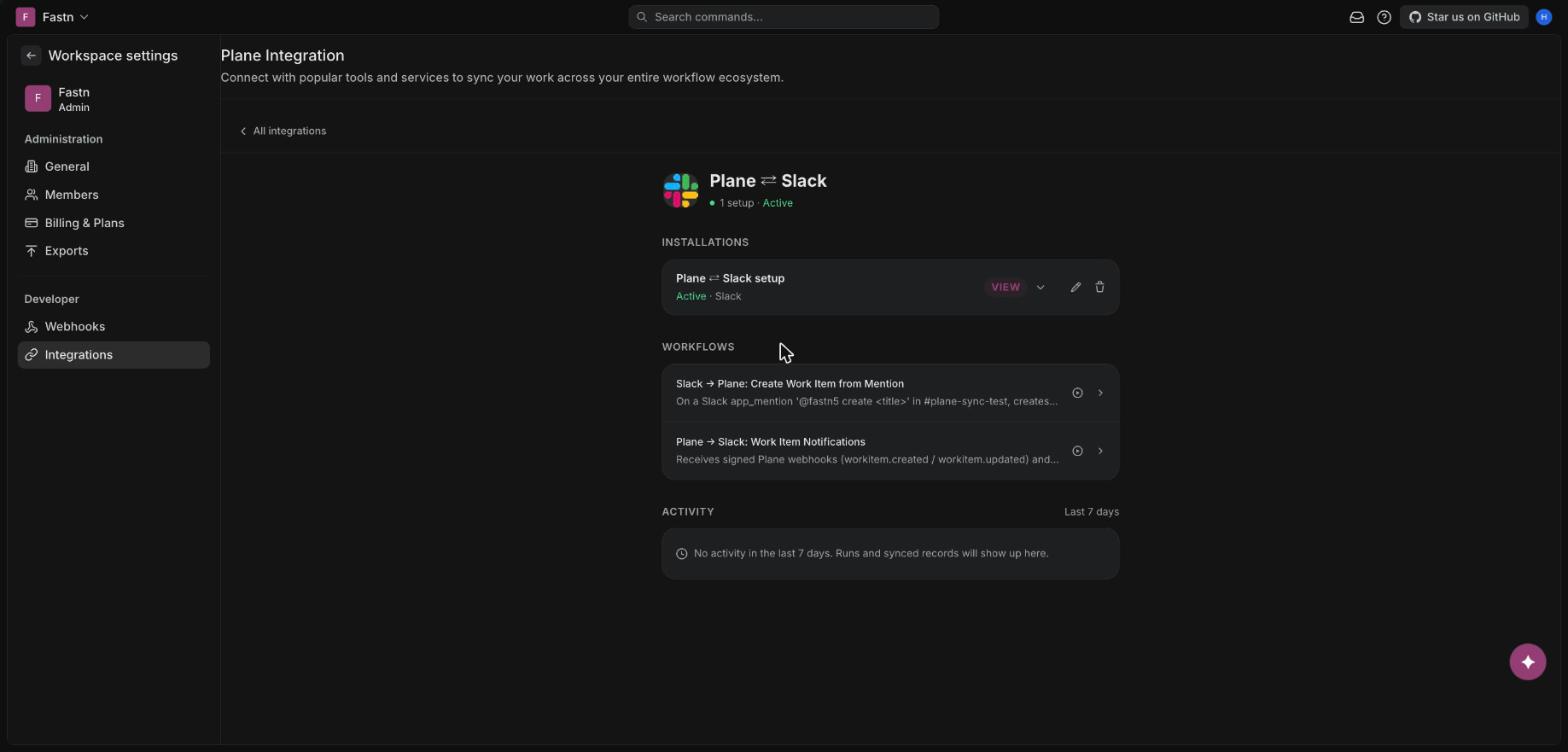 F Fastn
Search commands...
Star us on GitHub
H
Workspace settings
F
Fastn
Admin
Administration
General
Members
Billing & Plans
Exports
Developer
Webhooks
Integrations
Plane Integration
Connect with popular tools and services to sync your work across your entire workflow ecosystem.
All integrations
Plane ⇄ Slack
1 setup · Active
INSTALLATIONS
Plane ⇄ Slack setup
Active · Slack
VIEW
WORKFLOWS
Slack → Plane: Create Work Item from Mention
On a Slack app_mention '@fastn5 create <title>' in #plane-sync-test, creates...
Plane → Slack: Work Item Notifications
Receives signed Plane webhooks (workitem.created / workitem.updated) and...
ACTIVITY
Last 7 days
No activity in the last 7 days. Runs and synced records will show up here.